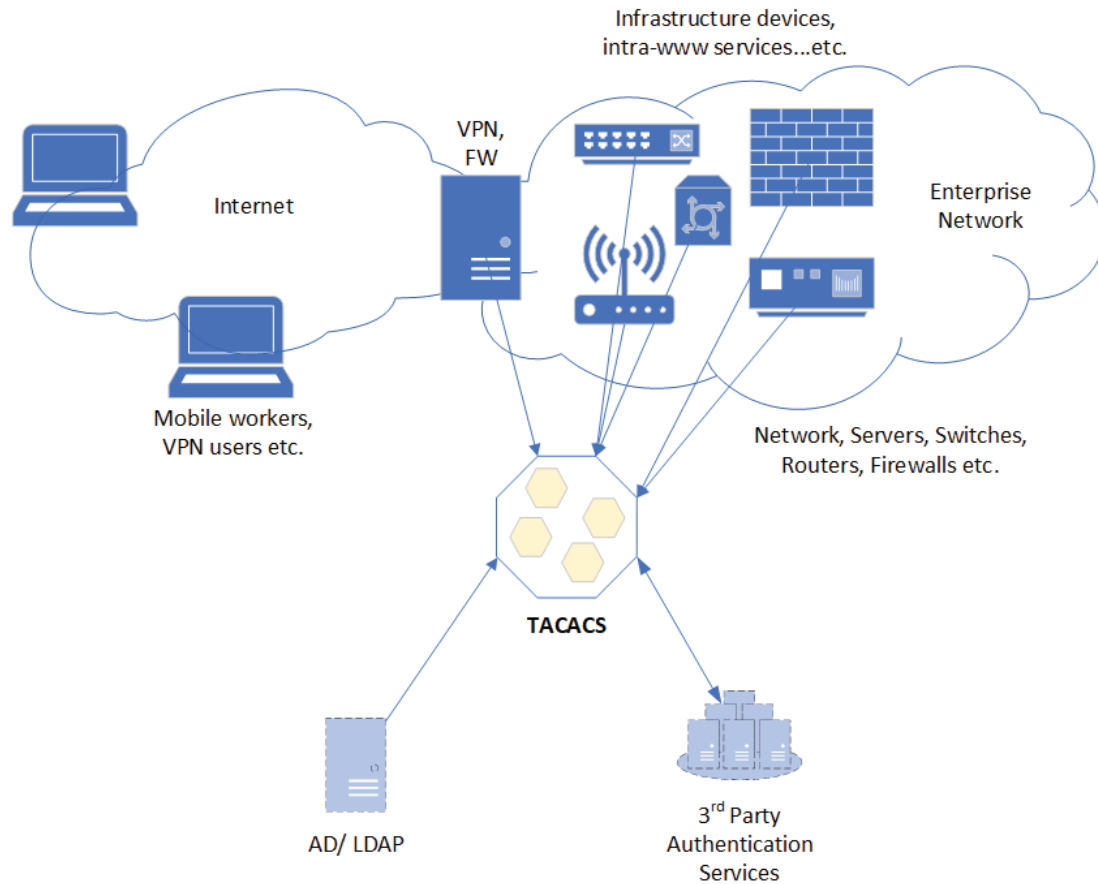 Infrastructure devices,
intra-www services...etc.
VPN,
FW
Internet
Enterprise
Network
Mobile workers,
VPN users etc.
Network, Servers, Switches,
Routers, Firewalls etc.
TACACS
AD/ LDAP
3rd Party
Authentication
Services